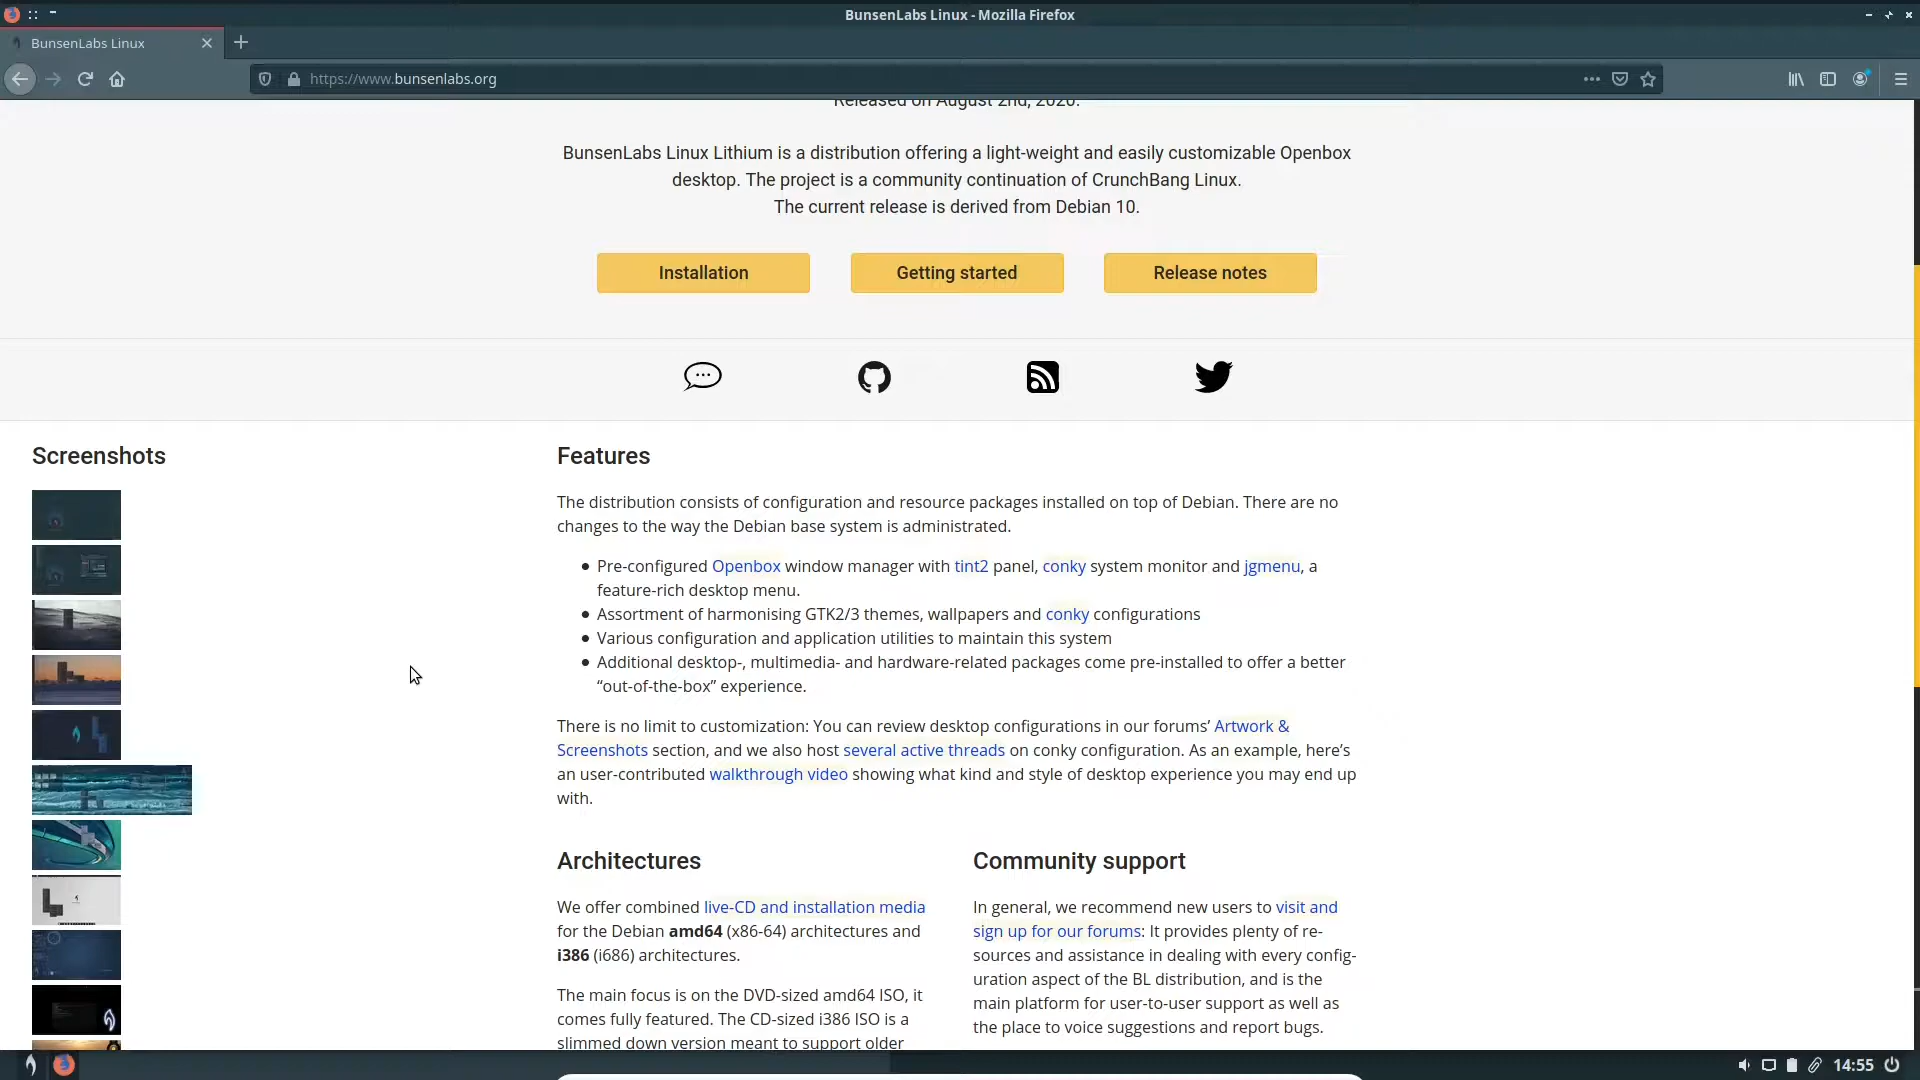 BunsenLabs Linux - Mozilla Firefox
BunsenLabs Linux
https://www.bunsenlabs.org
Released on August 2nd, 2020.
BunsenLabs Linux Lithium is a distribution offering a light-weight and easily customizable Openbox
desktop. The project is a community continuation of CrunchBang Linux.
The current release is derived from Debian 10.
Installation
Getting started
Release notes
Screenshots
Features
The distribution consists of configuration and resource packages installed on top of Debian. There are no
changes to the way the Debian base system is administrated.
Pre-configured Openbox window manager with tint2 panel, conky system monitor and jgmenu, a
feature-rich desktop menu.
Assortment of harmonising GTK2/3 themes, wallpapers and conky configurations
Various configuration and application utilities to maintain this system
Additional desktop-, multimedia- and hardware-related packages come pre-installed to offer a better
“out-of-the-box” experience.
There is no limit to customization: You can review desktop configurations in our forums’ Artwork &
Screenshots section, and we also host several active threads on conky configuration. As an example, here’s
an user-contributed walkthrough video showing what kind and style of desktop experience you may end up
with.
Architectures
We offer combined live-CD and installation media
for the Debian amd64 (x86-64) architectures and
i386 (i686) architectures.
The main focus is on the DVD-sized amd64 ISO, it
comes fully featured. The CD-sized i386 ISO is a
slimmed down version meant to support older
Community support
In general, we recommend new users to visit and
sign up for our forums: It provides plenty of re-
sources and assistance in dealing with every config-
uration aspect of the BL distribution, and is the
main platform for user-to-user support as well as
the place to voice suggestions and report bugs.
14:55